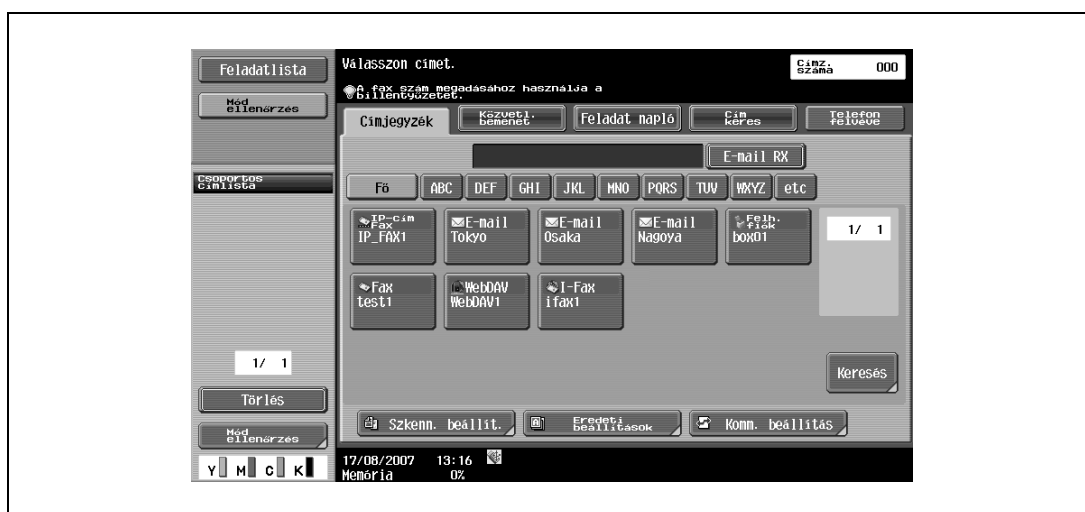 Feladatlista
Mód
ellenőrzés
Csoportos
címlista
1/ 1
Törlés
Mód
ellenőrzés
Y M C K
Válasszon címet.
Címz.
száma 000
A fax szám megadásához használja a
billentyűzetet.
Címjegyzék
Közvetl.
bemenet
Feladat napló
Cím
keres
Telefon
felvéve
E-mail RX
Fő ABC DEF GHI JKL MNO PQRS TUV WXYZ etc
IP-cím
Fax
IP_FAX1
E-mail
Tokyo
E-mail
Osaka
E-mail
Nagoya
Felh.
fiók
box01
1/ 1
Fax
test1
WebDAV
WebDAV1
I-Fax
ifax1
Keresés
Szkenn. beállít.
Eredeti
beállítások
Komm. beállítás
17/08/2007 13:16
Memória 0%